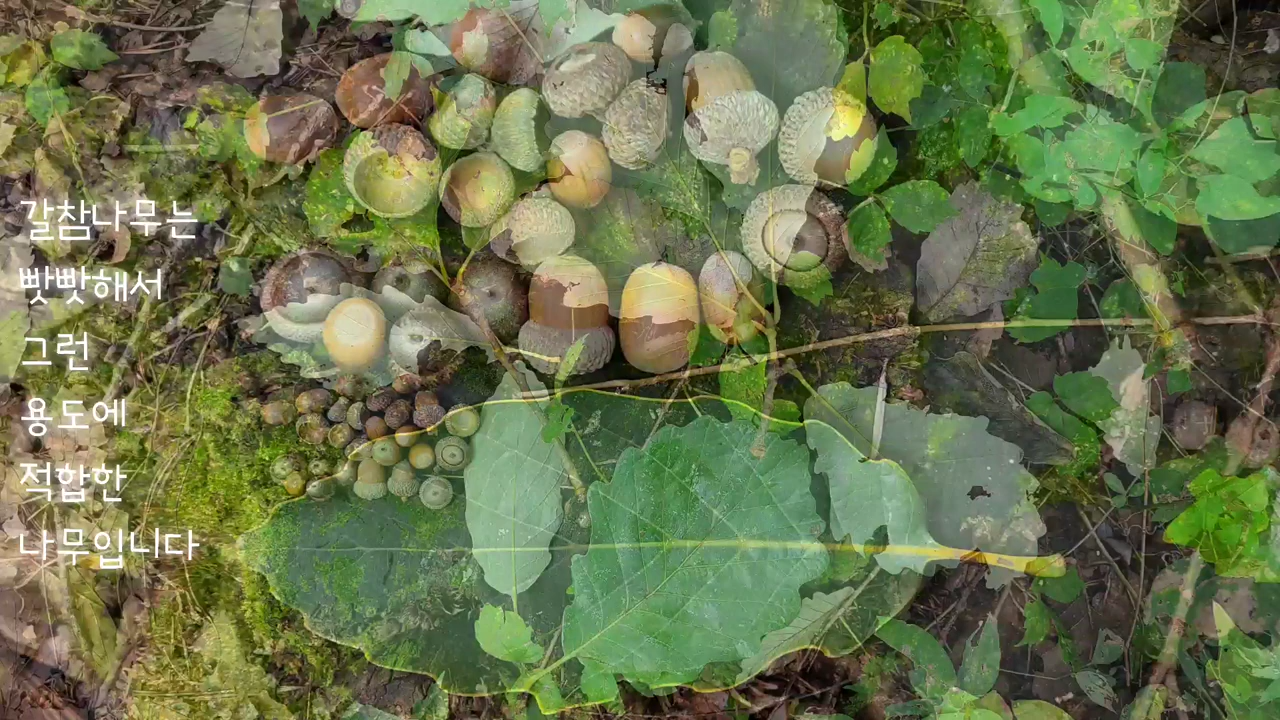 갈참나무는
빳빳해서
그런
용도에
적합한
나무입니다